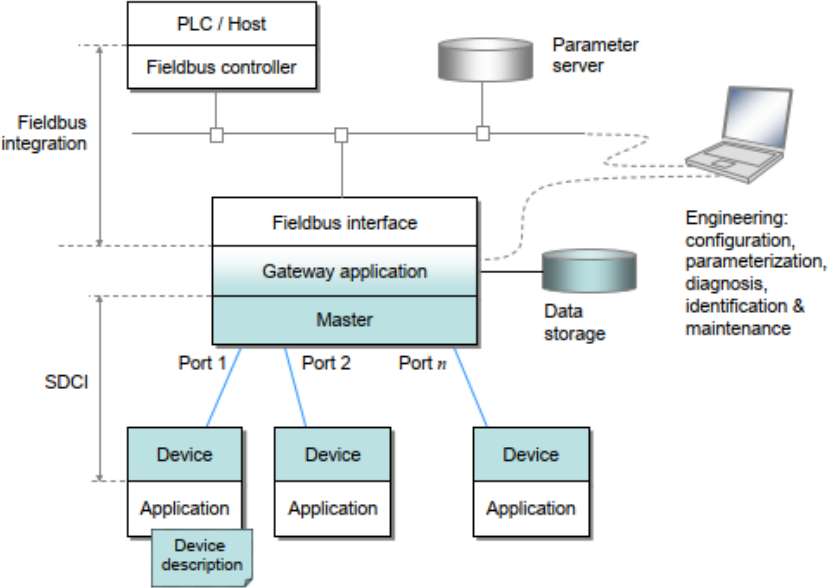 PLC / Host
Fieldbus controller
Parameter
server
Fieldbus
integration
Fieldbus interface
Gateway application
Master
Data
storage
Engineering:
configuration,
parameterization,
diagnosis,
identification &
maintenance
Port 1
Port 2
Port n
SDCI
Device
Application
Device
description
Device
Application
Device
Application